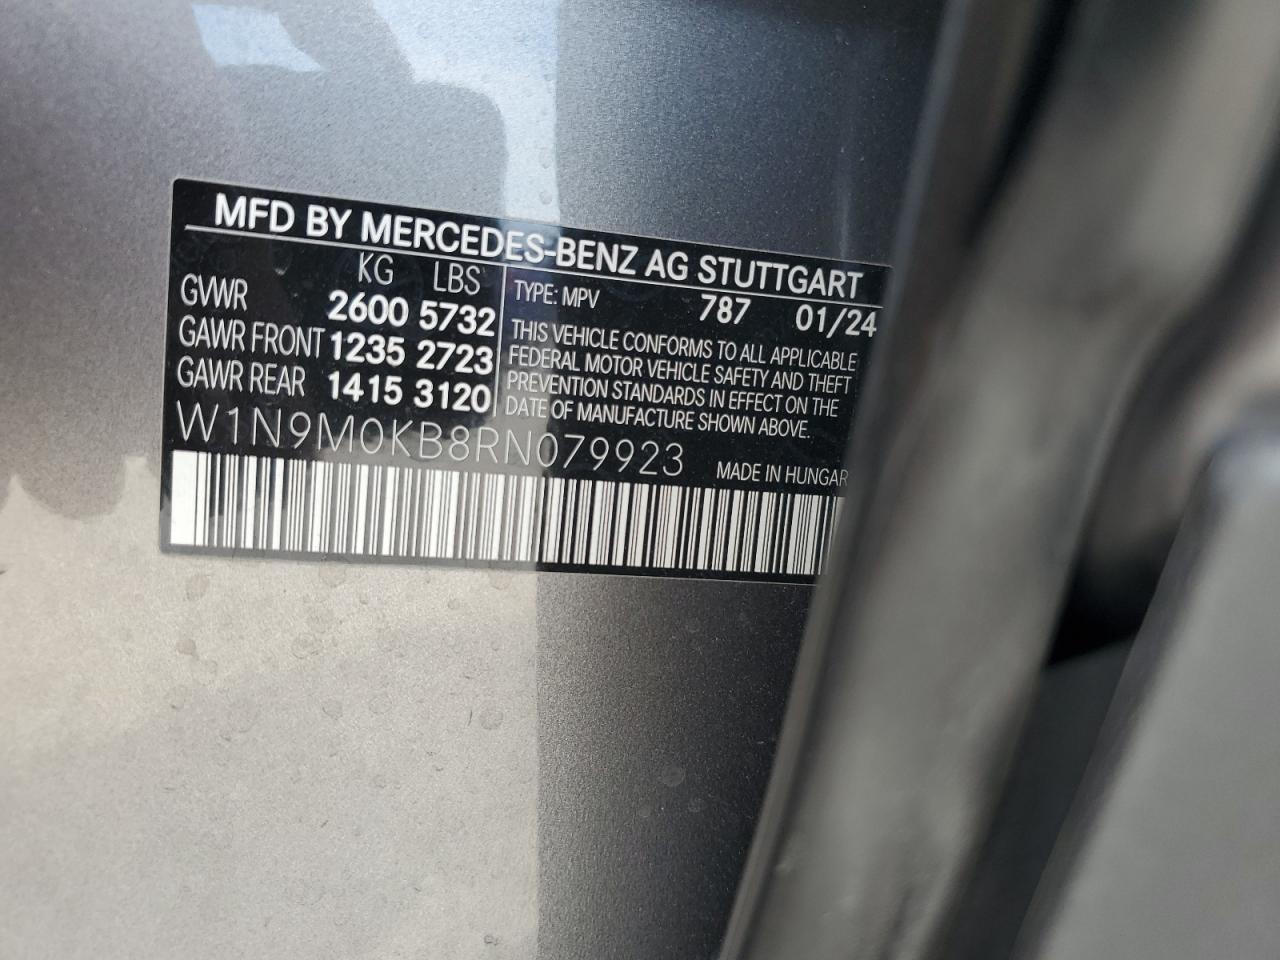 MFD BY MERCEDES-BENZ AG STUTTGART
KG LBS
GVWR 2600 5732
GAWR FRONT 1235 2723
GAWR REAR 1415 3120
TYPE: MPV 787 01/24
THIS VEHICLE CONFORMS TO ALL APPLICABLE
FEDERAL MOTOR VEHICLE SAFETY AND THEFT
PREVENTION STANDARDS IN EFFECT ON THE
DATE OF MANUFACTURE SHOWN ABOVE.
W1N9M0KB8RN079923
MADE IN HUNGAR